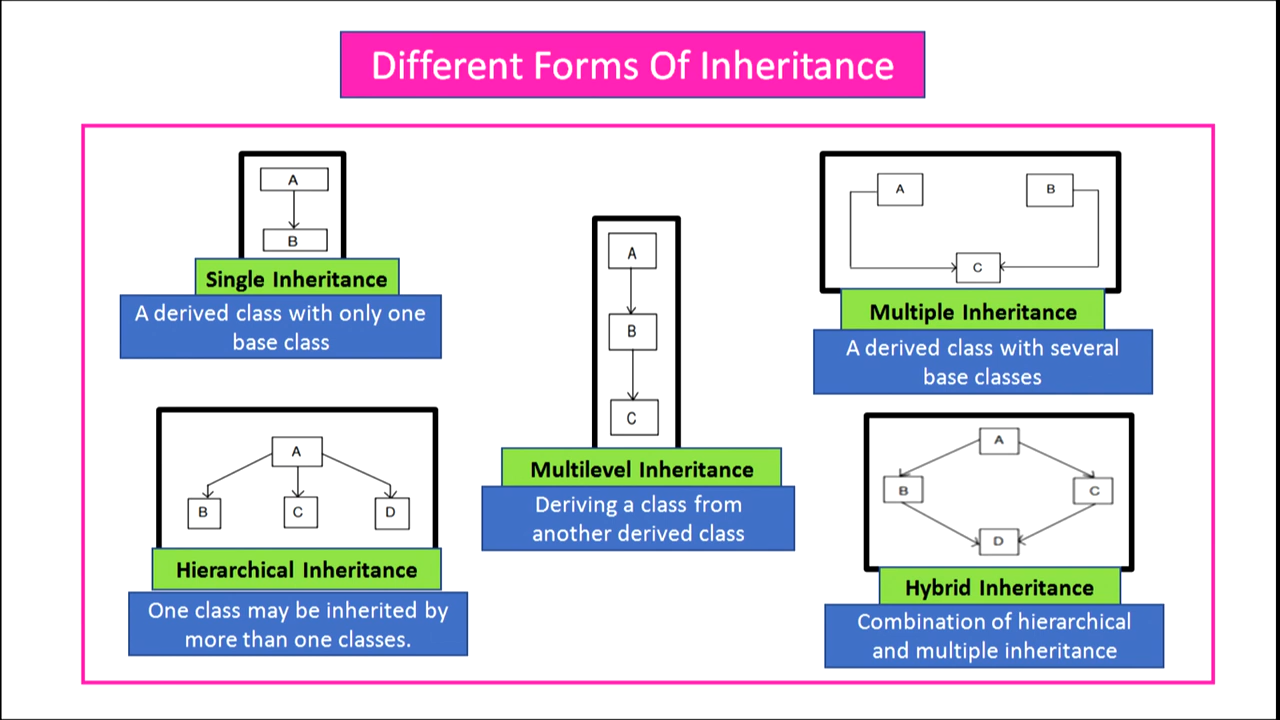 Different Forms Of Inheritance
A
B
Single Inheritance
A derived class with only one
base class
A
B
C
D
Hierarchical Inheritance
One class may be inherited by
more than one classes.
A
B
C
Multilevel Inheritance
Deriving a class from
another derived class
A
B
C
Multiple Inheritance
A derived class with several
base classes
A
B
C
D
Hybrid Inheritance
Combination of hierarchical
and multiple inheritance